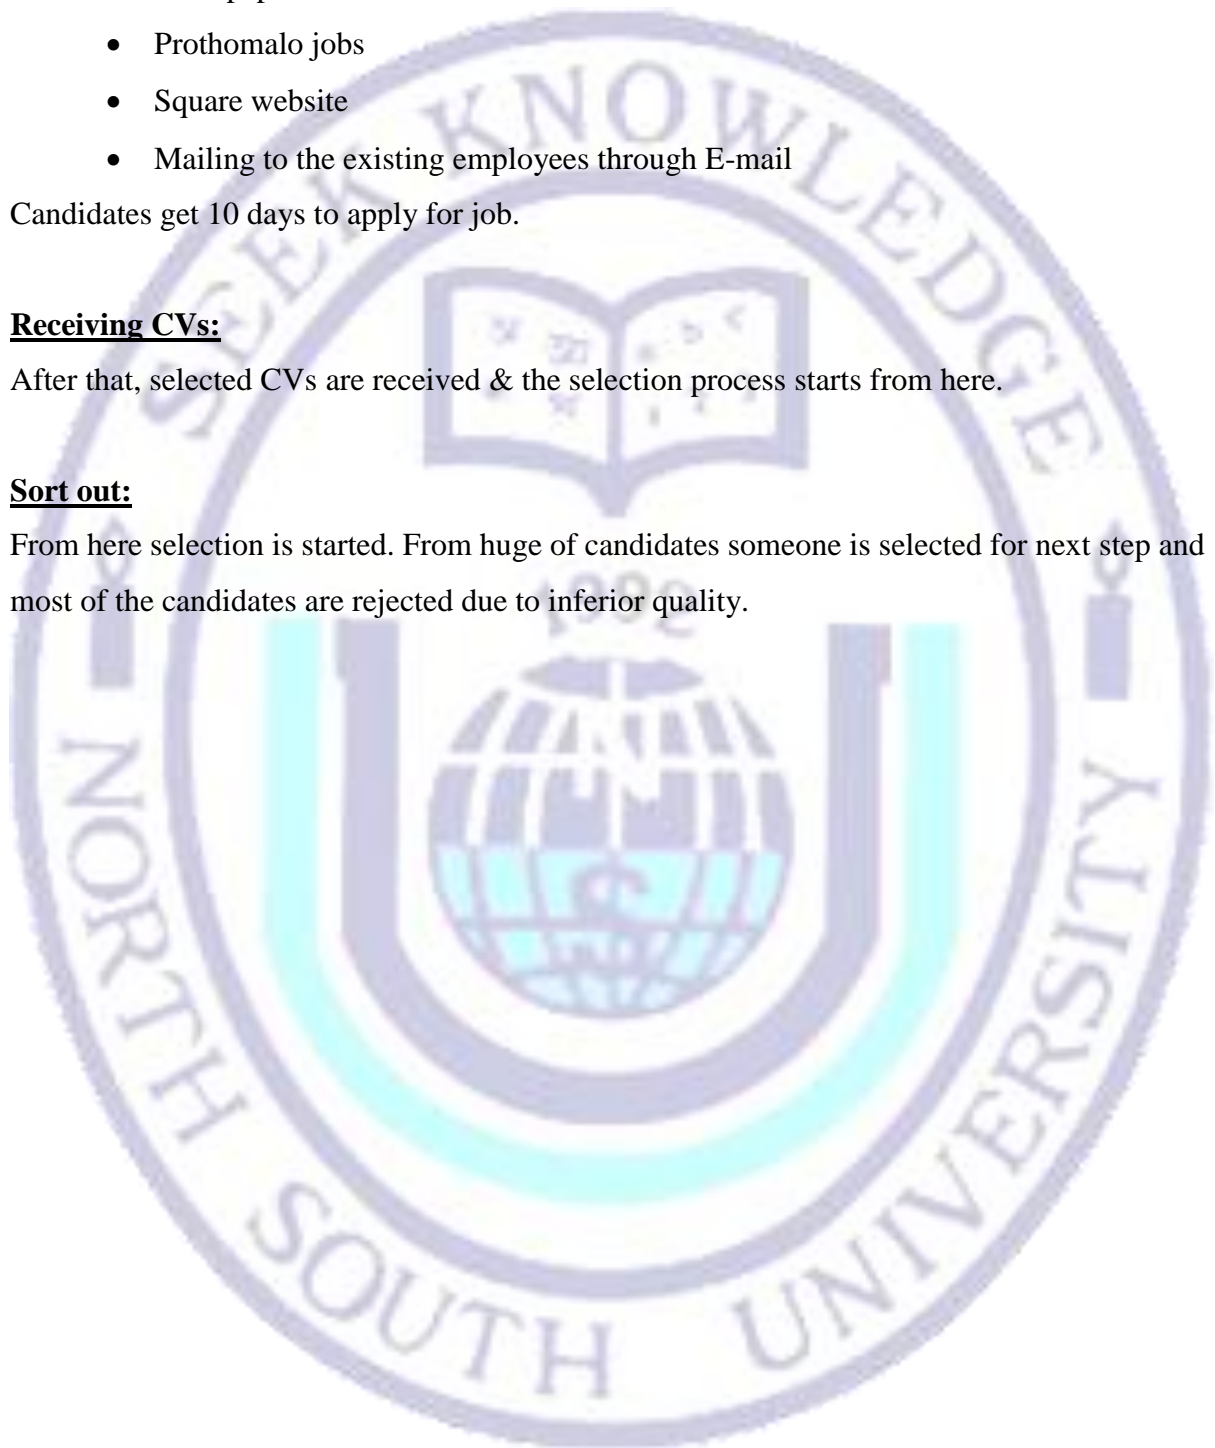 • Prothomalo jobs
• Square website
• Mailing to the existing employees through E-mail
Candidates get 10 days to apply for job.
Receiving CVs:
After that, selected CVs are received & the selection process starts from here.
Sort out:
From here selection is started. From huge of candidates someone is selected for next step and
most of the candidates are rejected due to inferior quality.
SEEK KNOWLEDGE
1992
NORTH SOUTH UNIVERSITY